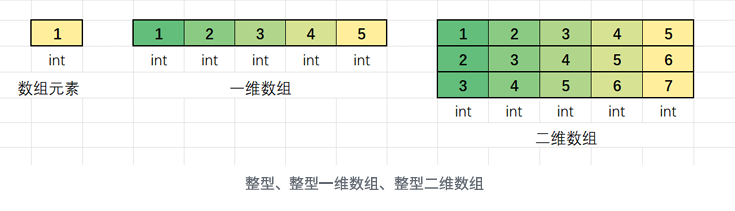 1 1 2 3 4 5 1 2 3 4 5
2 3 4 5 6
3 4 5 6 7
int int int int int int
int int int int int
数组元素 一维数组
二维数组
整型、整型一维数组、整型二维数组